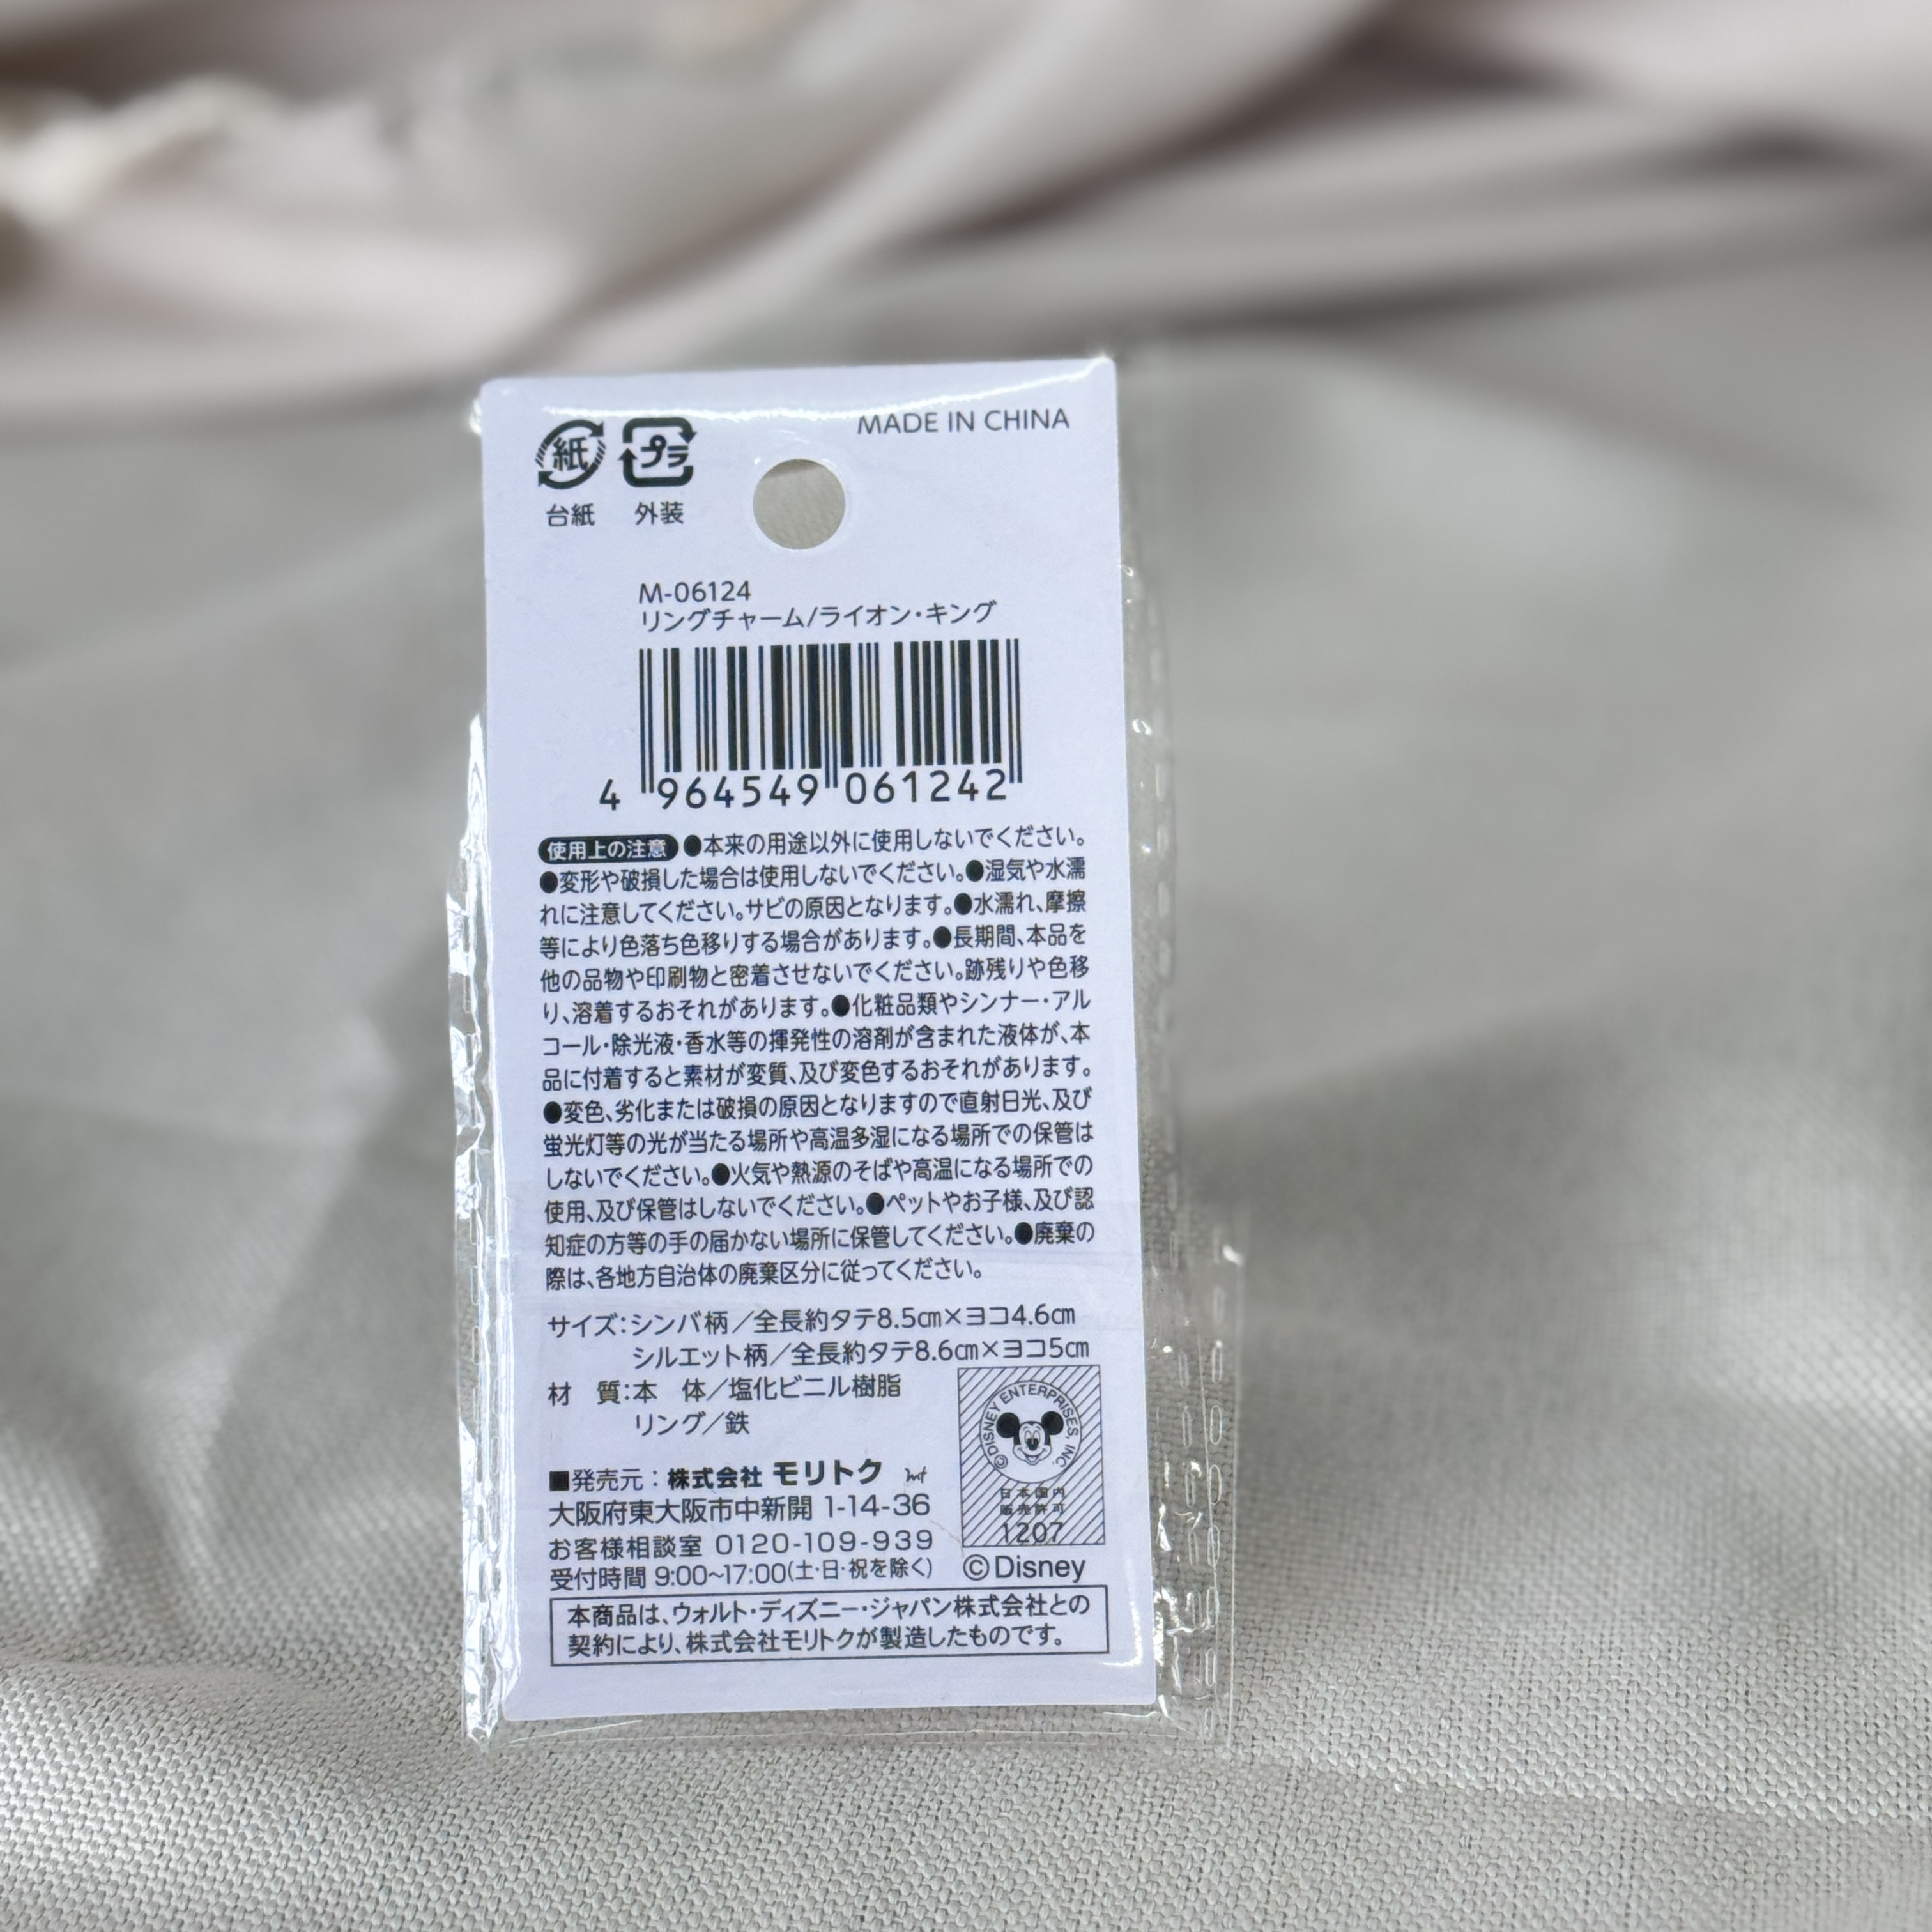 MADE IN CHINA
紙 プラ
台紙 外装
M-06124
リングチャーム/ライオン・キング
4 964549 061242
使用上の注意 ●本来の用途以外に使用しないでください。
●変形や破損した場合は使用しないでください。●湿気や水濡
れに注意してください。サビの原因となります。●水濡れ、摩擦
等により色落ち色移りする場合があります。●長期間、本品を
他の品物や印刷物と密着させないでください。跡残りや色移
り、溶着するおそれがあります。●化粧品類やシンナー・アル
コール・除光液・香水等の揮発性の溶剤が含まれた液体が、本
品に付着すると素材が変質、及び変色するおそれがあります。
●変色、劣化または破損の原因となりますので直射日光、及び
蛍光灯等の光が当たる場所や高温多湿になる場所での保管は
しないでください。●火気や熱源のそばや高温になる場所での
使用、及び保管はしないでください。●ペットやお子様、及び認
知症の方等の手の届かない場所に保管してください。●廃棄の
際は、各地方自治体の廃棄区分に従ってください。
サイズ:シンバ柄/全長約タテ8.5㎝×ヨコ4.6㎝
シルエット柄/全長約タテ8.6㎝×ヨコ5㎝
材 質:本 体/塩化ビニル樹脂
リング/鉄
■発売元:株式会社 モリトク
大阪府東大阪市中新開 1-14-36
お客様相談室 0120-109-939
受付時間 9:00~17:00(土・日・祝を除く)
©DISNEY ENTERPRISES, INC.
日本国内
販売許可
1207
©Disney
本商品は、ウォルト・ディズニー・ジャパン株式会社との
契約により、株式会社モリトクが製造したものです。